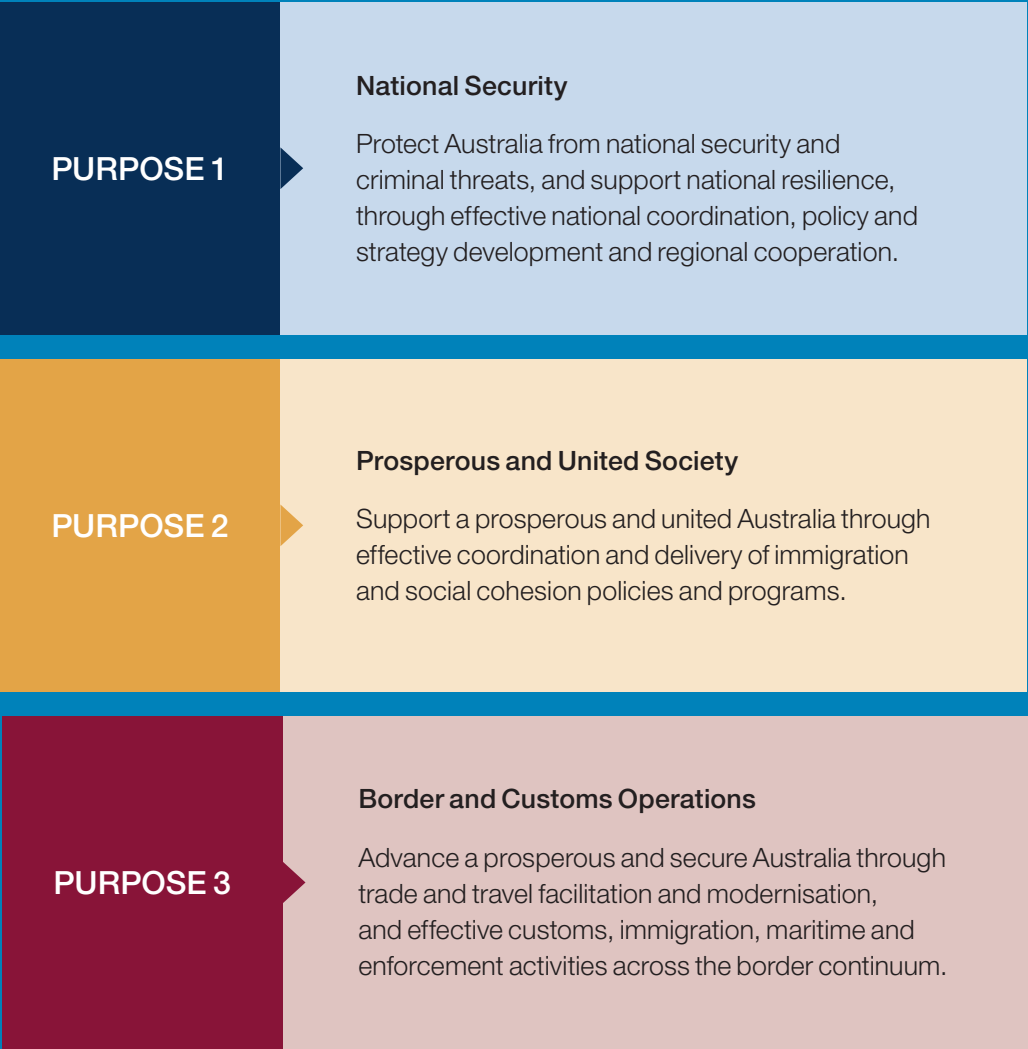 PURPOSE 1
National Security
Protect Australia from national security and
criminal threats, and support national resilience,
through effective national coordination, policy and
strategy development and regional cooperation.
PURPOSE 2
Prosperous and United Society
Support a prosperous and united Australia through
effective coordination and delivery of immigration
and social cohesion policies and programs.
PURPOSE 3
Border and Customs Operations
Advance a prosperous and secure Australia through
trade and travel facilitation and modernisation,
and effective customs, immigration, maritime and
enforcement activities across the border continuum.